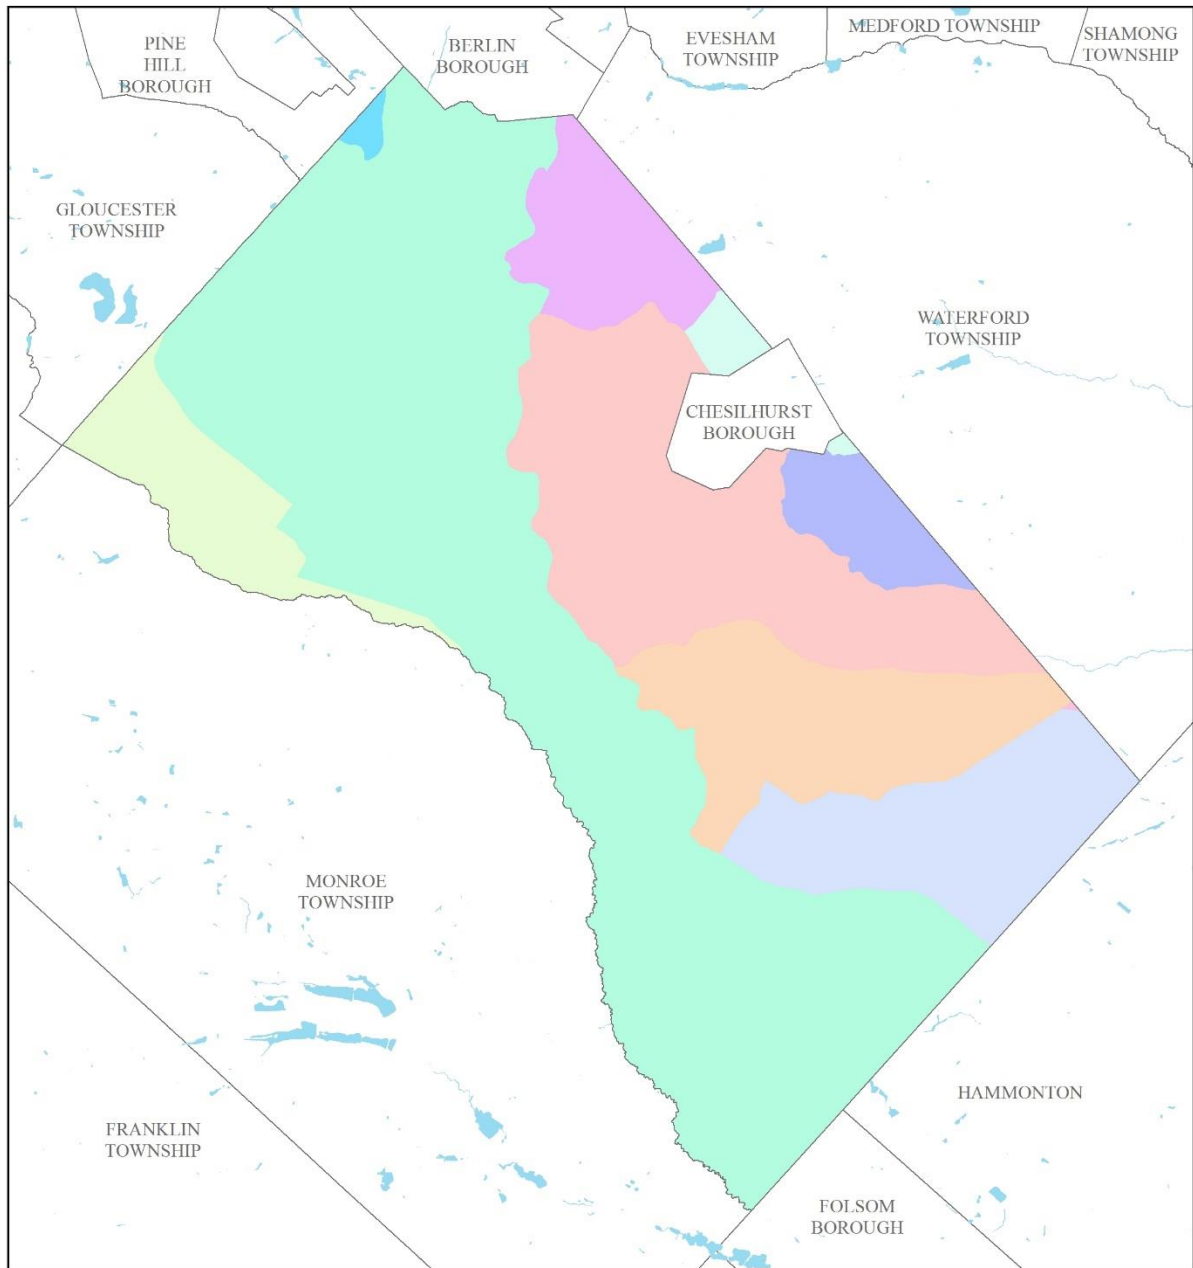 PINE
HILL
BOROUGH
BERLIN
BOROUGH
EVESHAM
TOWNSHIP
MEDFORD TOWNSHIP
SHAMONG
TOWNSHIP
GLOUCESTER
TOWNSHIP
WATERFORD
TOWNSHIP
CHESILHURST
BOROUGH
MONROE
TOWNSHIP
HAMMONTON
FRANKLIN
TOWNSHIP
FOLSOM
BOROUGH